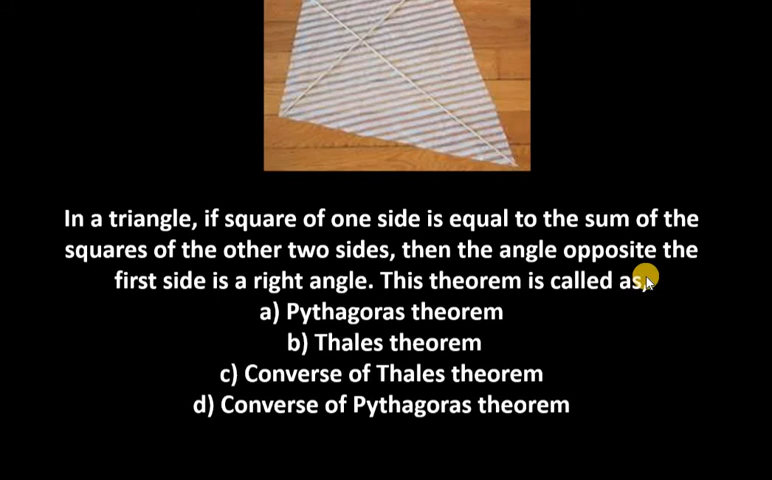 In a triangle, if square of one side is equal to the sum of the
squares of the other two sides, then the angle opposite the
first side is a right angle. This theorem is called as,
a) Pythagoras theorem
b) Thales theorem
c) Converse of Thales theorem
d) Converse of Pythagoras theorem